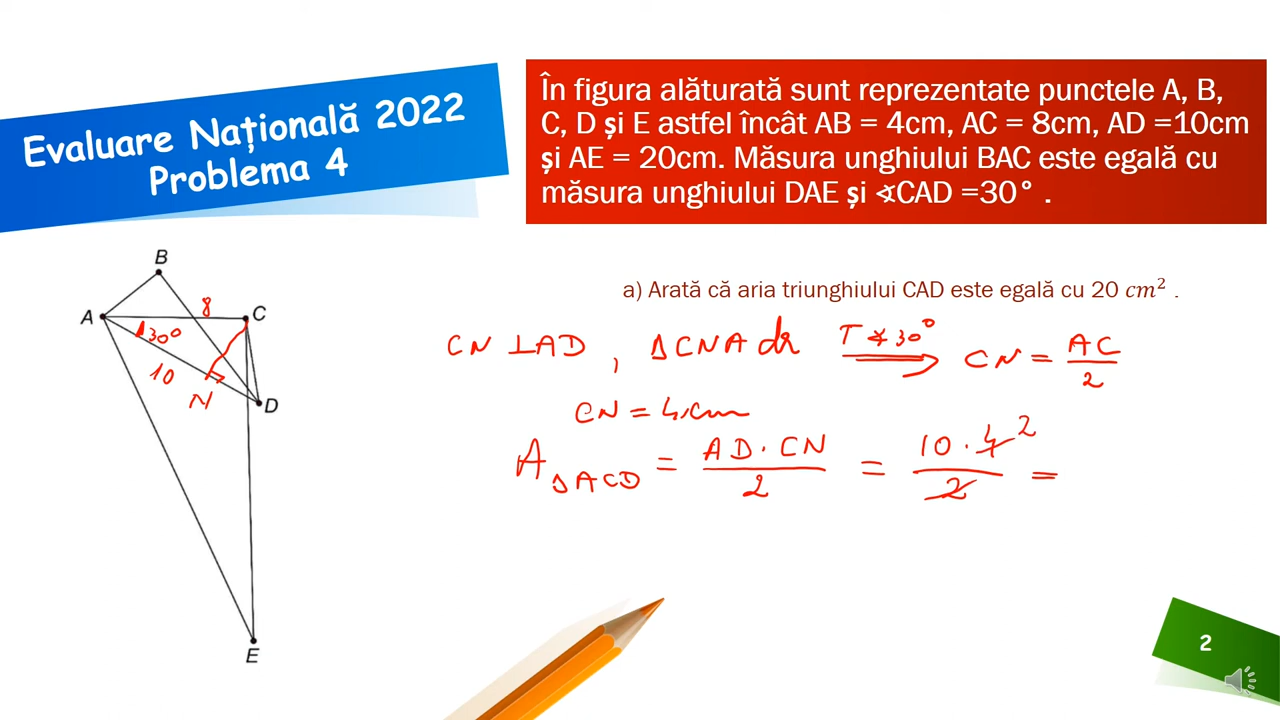 Evaluare Națională 2022
Problema 4
În figura alăturată sunt reprezentate punctele A, B,
C, D și E astfel încât AB = 4cm, AC = 8cm, AD =10cm
și AE = 20cm. Măsura unghiului BAC este egală cu
măsura unghiului DAE și ∢CAD =30° .
a) Arată că aria triunghiului CAD este egală cu 20 cm² .
B
A
8
C
30°
10
N
D
E
CN ⊥ AD , ΔCNA dr T ∢ 30° ⟹ CN = AC/2
CN = 4 cm
A ΔACD = AD · CN / 2 = 10 · 4 2 / 2 =
2